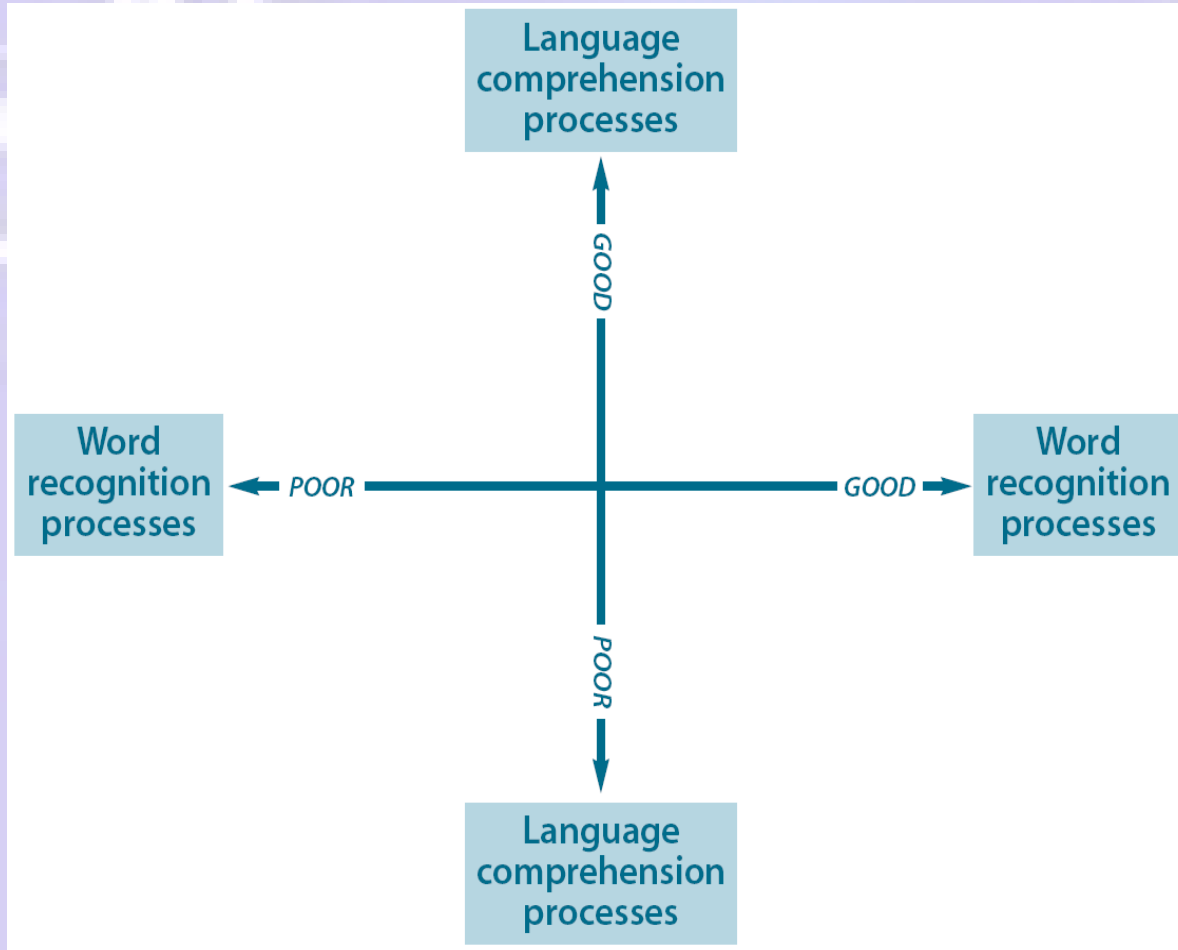 Language
comprehension
processes
GOOD
Word
recognition
processes
POOR
GOOD
Word
recognition
processes
POOR
Language
comprehension
processes